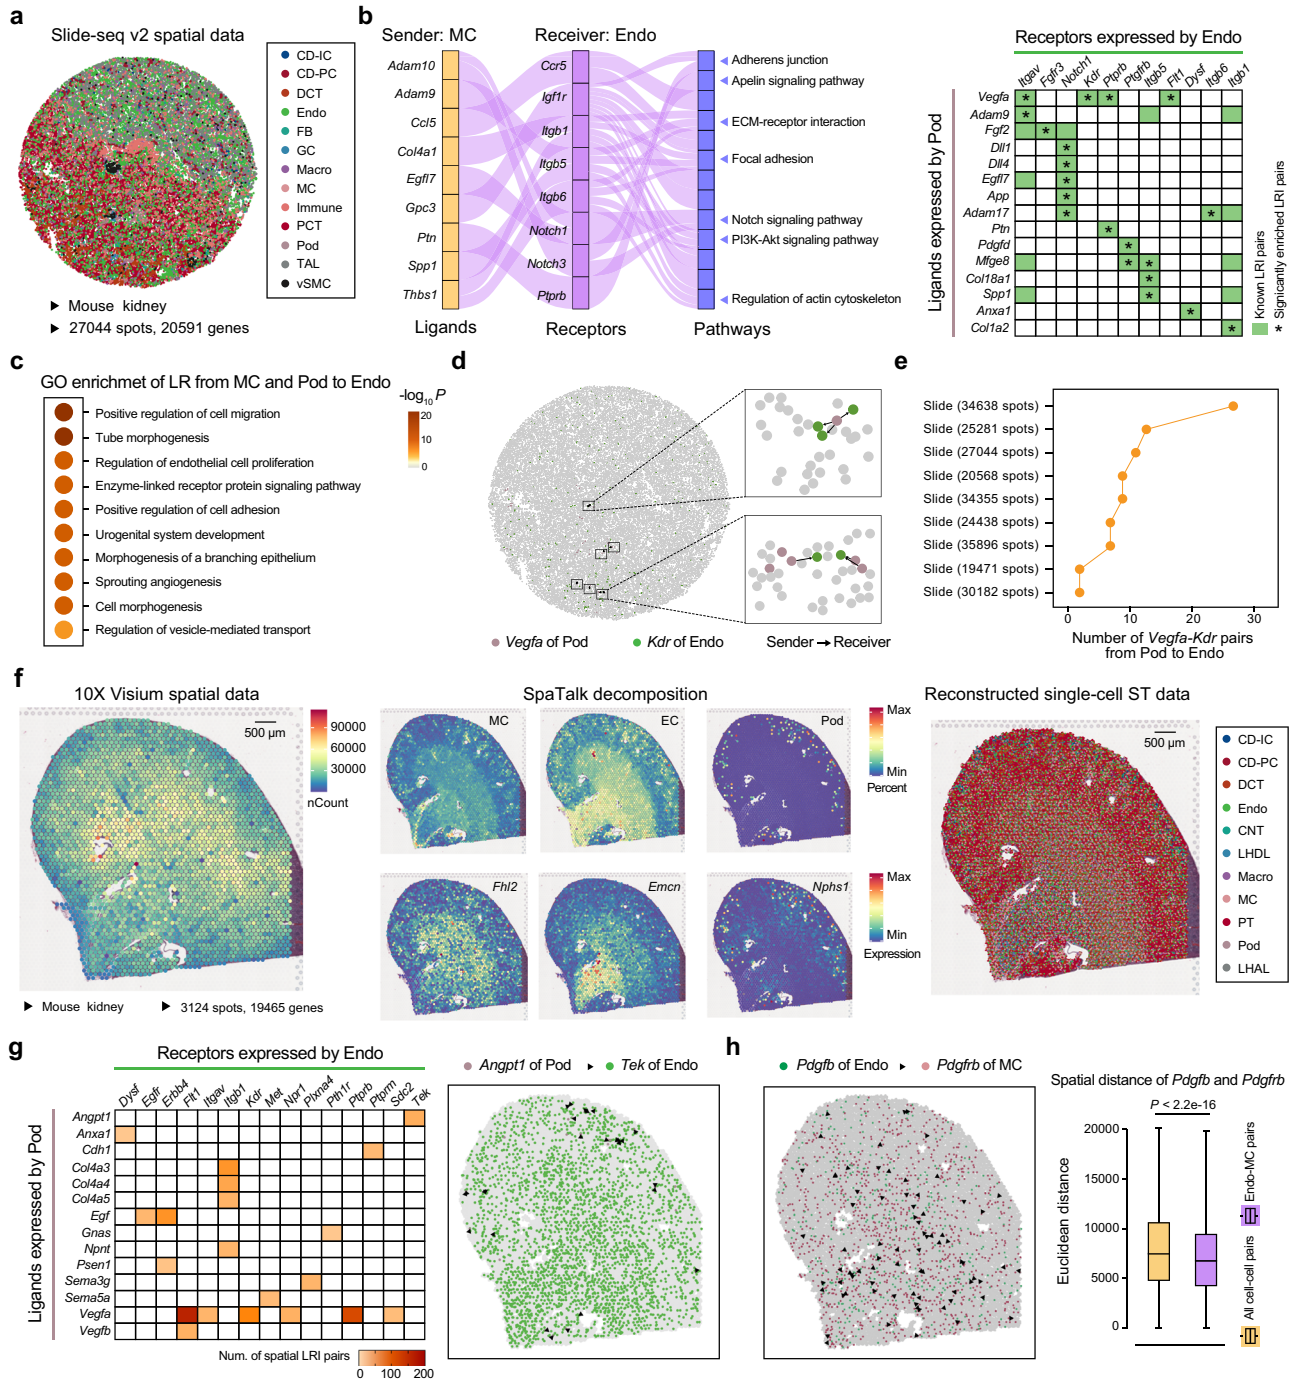 a
Slide-seq v2 spatial data
CD-IC
CD-PC
DCT
Endo
FB
GC
Macro
MC
Immune
PCT
Pod
TAL
vSMC
Mouse kidney
27044 spots, 20591 genes
b
Sender: MC
Receiver: Endo
Adam10
Adam9
Ccl5
Col4a1
Egfl7
Gpc3
Ptn
Spp1
Thbs1
Ligands
Ccr5
Igf1r
Itgb1
Itgb5
Itgb6
Notch1
Notch3
Ptprb
Receptors
Adherens junction
Apelin signaling pathway
ECM-receptor interaction
Focal adhesion
Notch signaling pathway
PI3K-Akt signaling pathway
Regulation of actin cytoskeleton
Pathways
Receptors expressed by Endo
Itgav
Fgfr3
Notch1
Kdr
Ptprb
Ptgfrb
Itgb5
Flt1
Dysf
Itgb6
Itgb1
Ligands expressed by Pod
Vegfa
Adam9
Fgf2
Dll1
Dll4
Egfl7
App
Adam17
Ptn
Pdgfd
Mfge8
Col18a1
Spp1
Anxa1
Col1a2
Known LRI pairs
* Significantly enriched LRI pairs
c
GO enrichmet of LR from MC and Pod to Endo
Positive regulation of cell migration
Tube morphogenesis
Regulation of endothelial cell proliferation
Enzyme-linked receptor protein signaling pathway
Positive regulation of cell adhesion
Urogenital system development
Morphogenesis of a branching epithelium
Sprouting angiogenesis
Cell morphogenesis
Regulation of vesicle-mediated transport
-log10 P
20
10
0
d
Vegfa of Pod
Kdr of Endo
Sender → Receiver
e
Slide (34638 spots)
Slide (25281 spots)
Slide (27044 spots)
Slide (20568 spots)
Slide (34355 spots)
Slide (24438 spots)
Slide (35896 spots)
Slide (19471 spots)
Slide (30182 spots)
0 10 20 30
Number of Vegfa-Kdr pairs
from Pod to Endo
f
10X Visium spatial data
500 µm
90000
60000
30000
nCount
Mouse kidney
3124 spots, 19465 genes
SpaTalk decomposition
MC
EC
Pod
Max
Min
Percent
Fhl2
Emcn
Nphs1
Max
Min
Expression
Reconstructed single-cell ST data
500 µm
CD-IC
CD-PC
DCT
Endo
CNT
LHDL
Macro
MC
PT
Pod
LHAL
g
Receptors expressed by Endo
Dysf
Egfr
Erbb4
Flt1
Itgav
Itgb1
Kdr
Met
Npr1
Plxna4
Pth1r
Ptprb
Ptprm
Sdc2
Tek
Ligands expressed by Pod
Angpt1
Anxa1
Cdh1
Col4a3
Col4a4
Col4a5
Egf
Gnas
Npnt
Psen1
Sema3g
Sema5a
Vegfa
Vegfb
Num. of spatial LRI pairs
0 100 200
Angpt1 of Pod
Tek of Endo
h
Pdgfb of Endo
Pdgfrb of MC
Spatial distance of Pdgfb and Pdgfrb
P < 2.2e-16
Euclidean distance
20000
15000
10000
5000
0
Endo-MC pairs
All cell-cell pairs